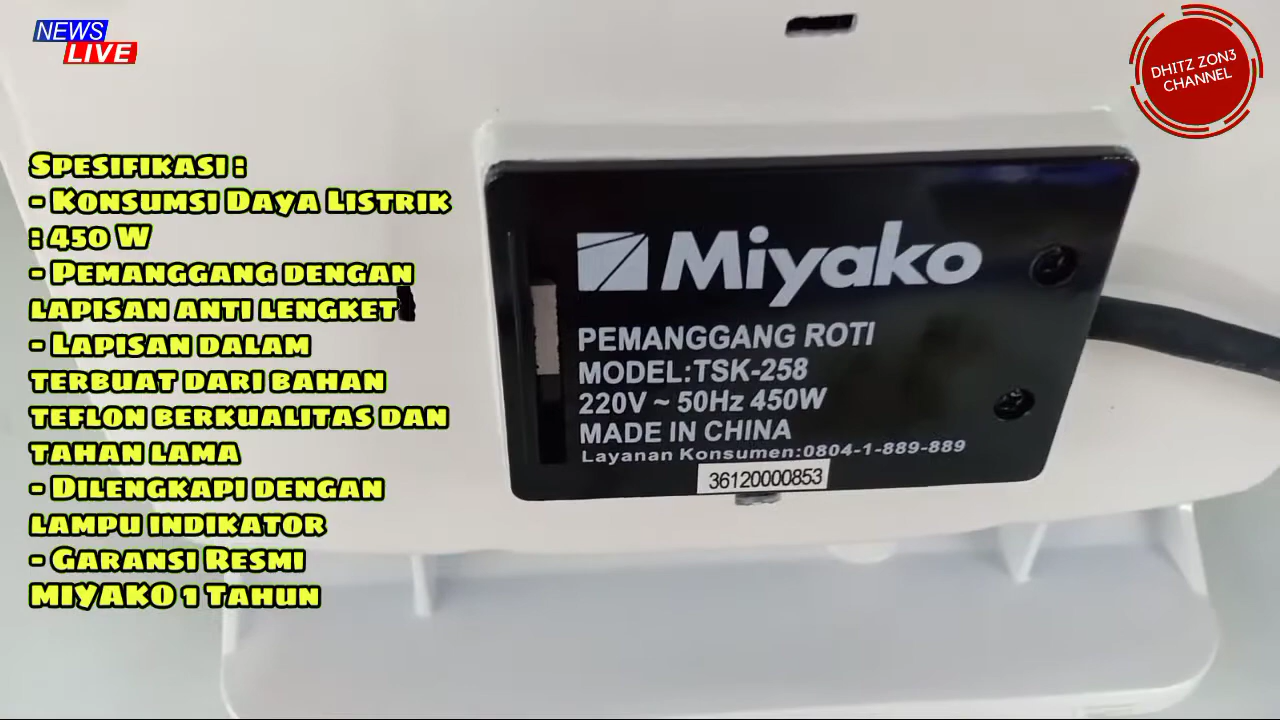 NEWS
LIVE
DHITZ ZON3
CHANNEL
Spesifikasi :
- Konsumsi Daya Listrik
: 450 W
- Pemanggang dengan
lapisan anti lengket
- Lapisan dalam
terbuat dari bahan
teflon berkualitas dan
tahan lama
- Dilengkapi dengan
lampu indikator
- Garansi Resmi
MIYAKO 1 Tahun
Miyako
PEMANGGANG ROTI
MODEL:TSK-258
220V ~ 50Hz 450W
MADE IN CHINA
Layanan Konsumen:0804-1-889-889
36120000853